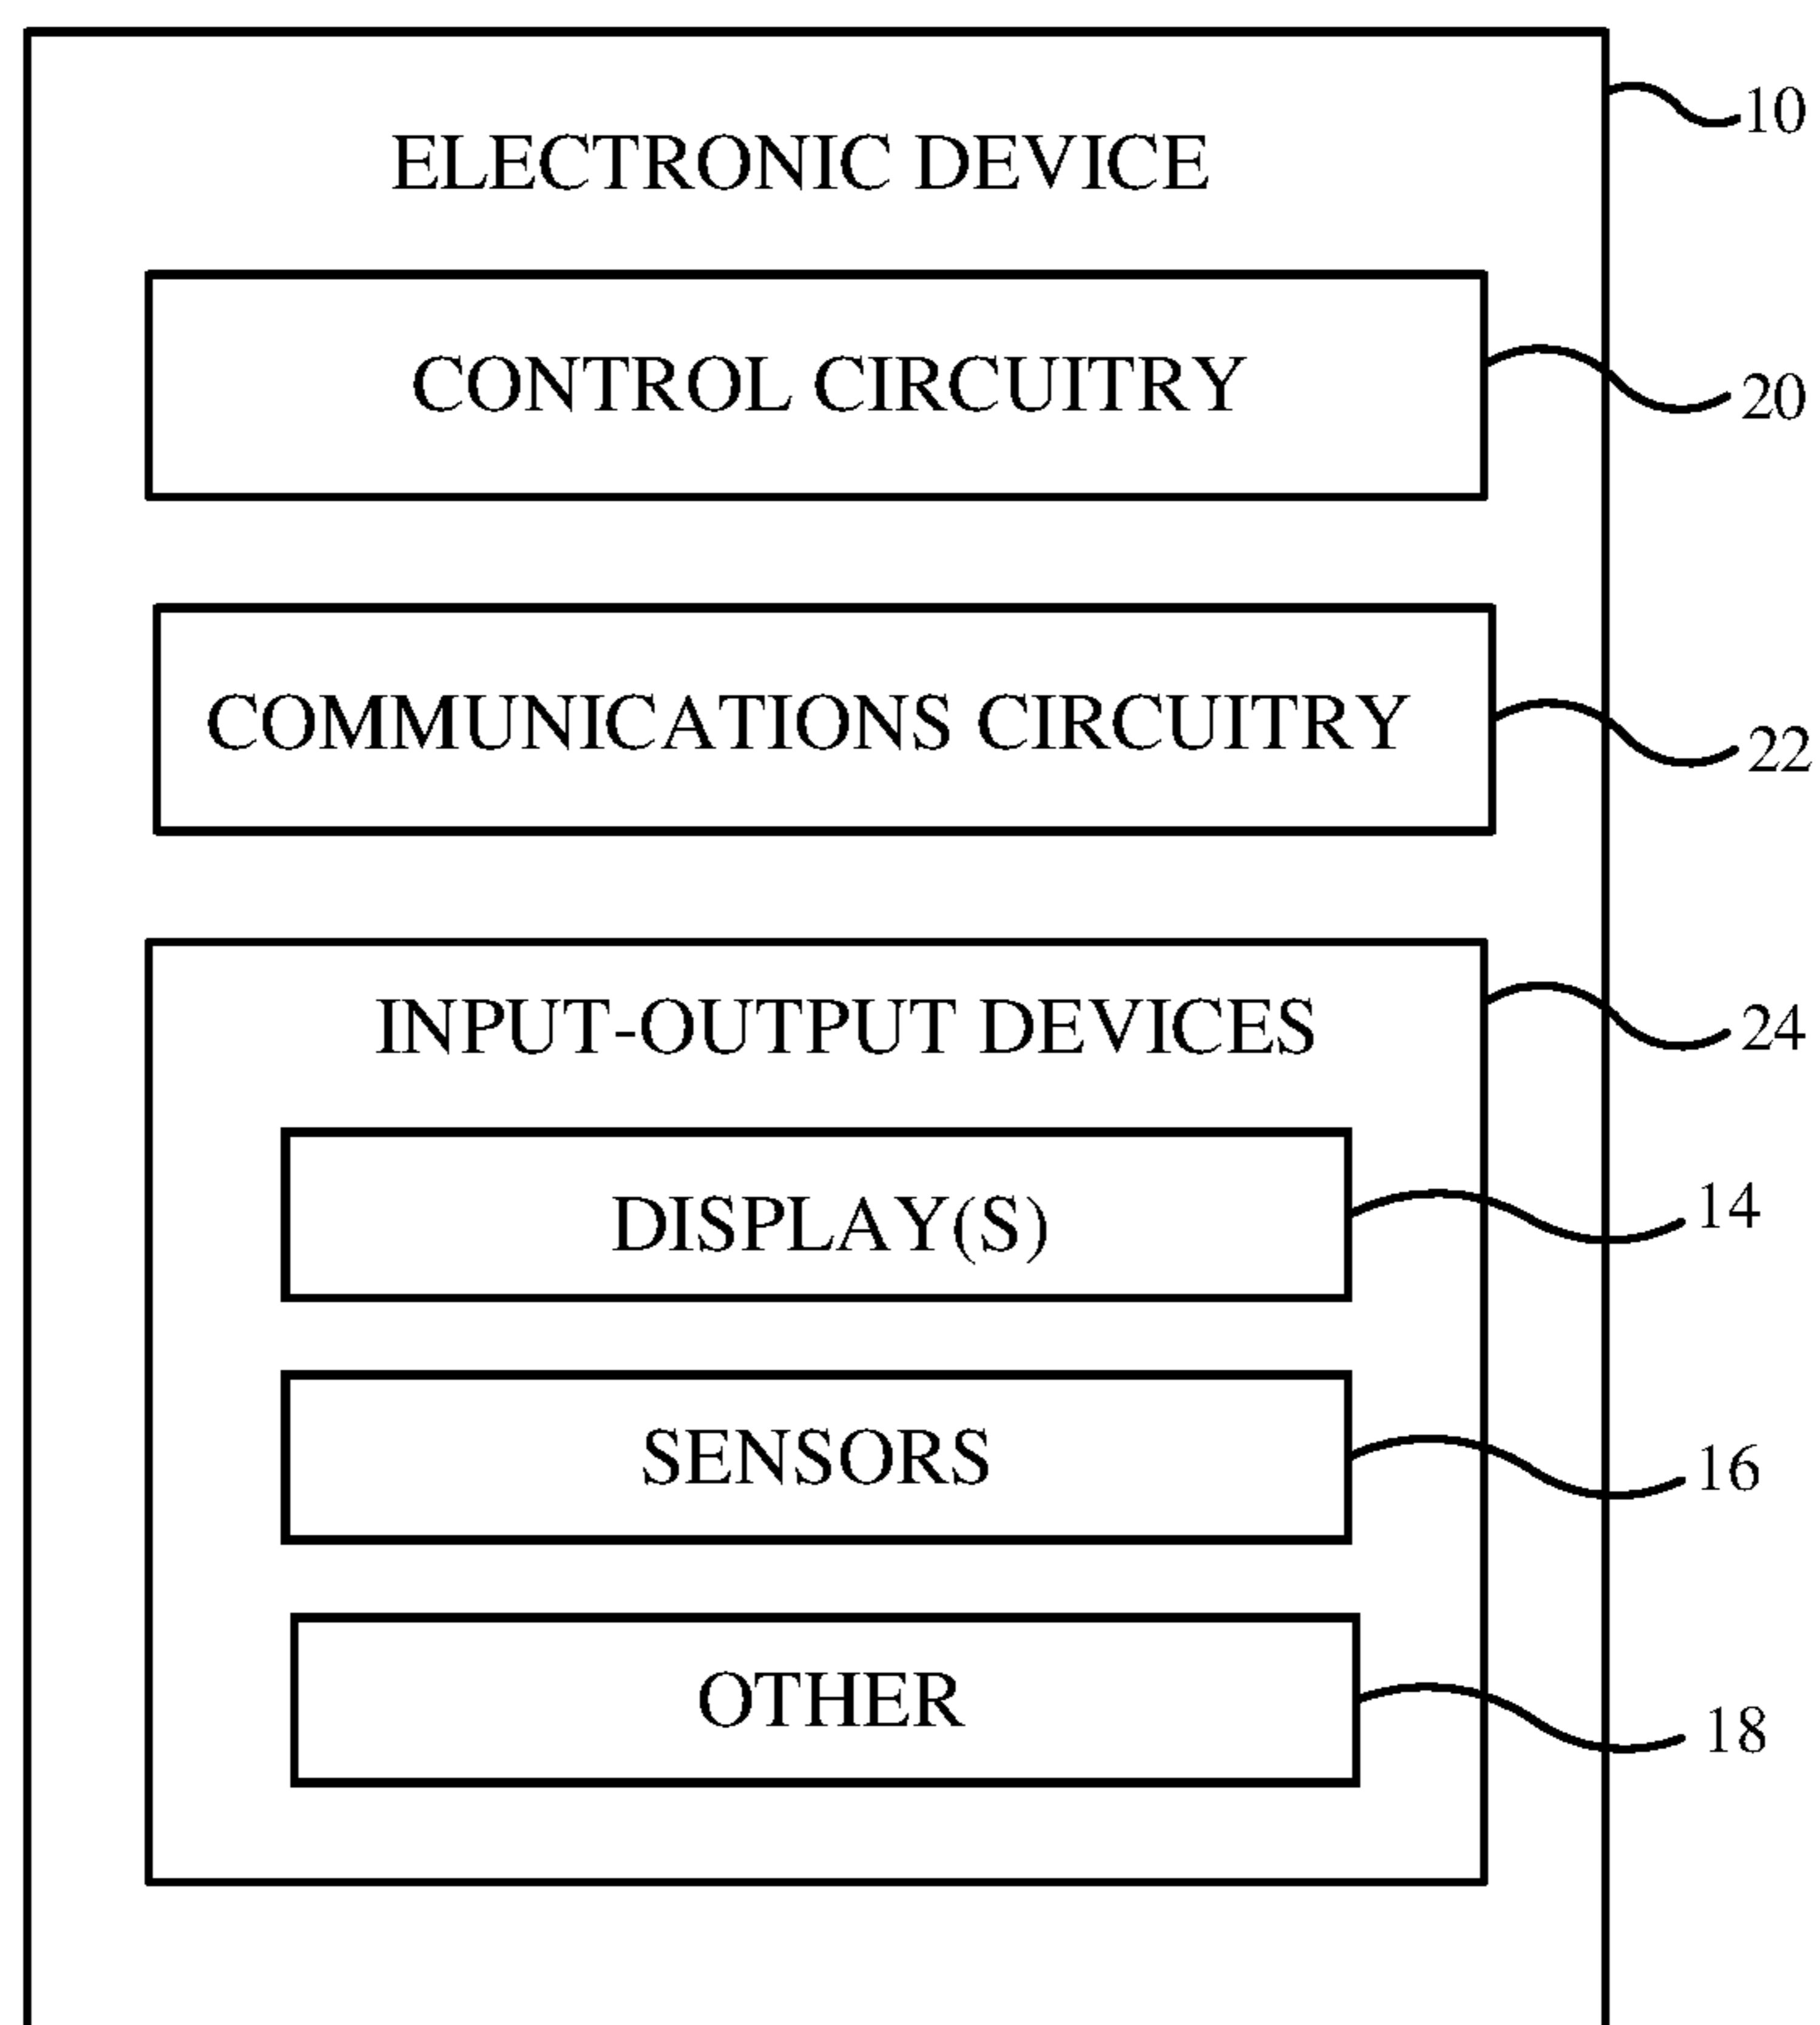 ELECTRONIC DEVICE
10
CONTROL CIRCUITRY
20
COMMUNICATIONS CIRCUITRY
22
INPUT-OUTPUT DEVICES
24
DISPLAY(S)
14
SENSORS
16
OTHER
18